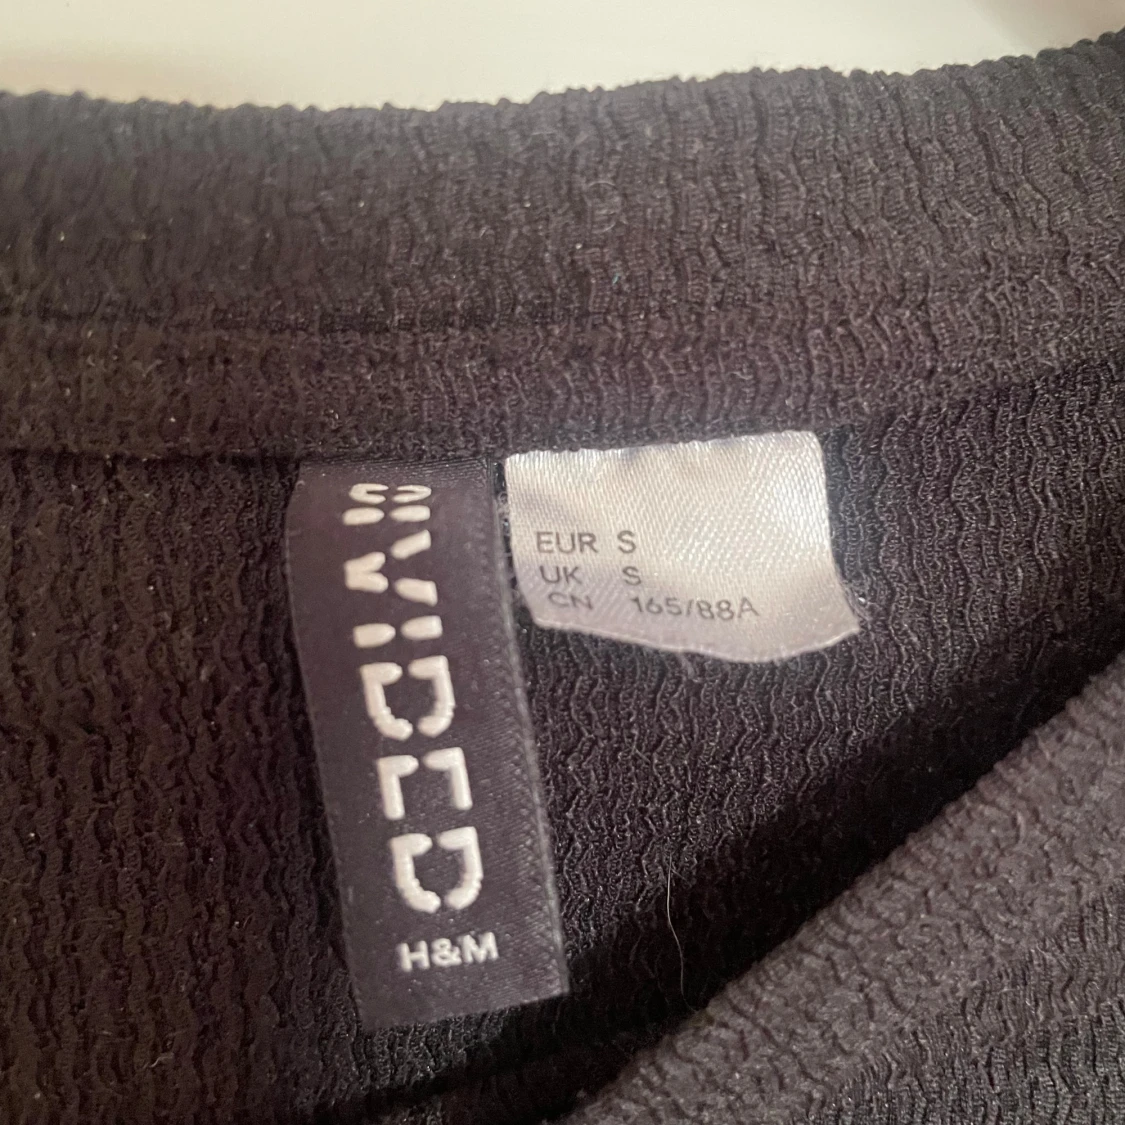 DIVIDED
H&M
EUR S
UK S
CN 165/88A